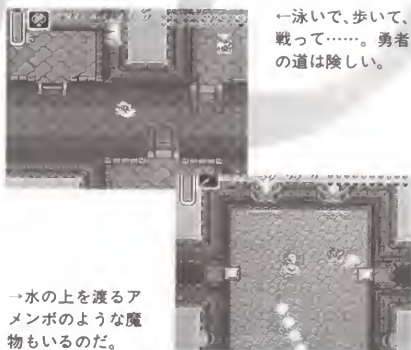 ←泳いで、歩いて、
戦って……。勇者
の道は険しい。
→水の上を渡るア
メンボのような魔
物もいるのだ。